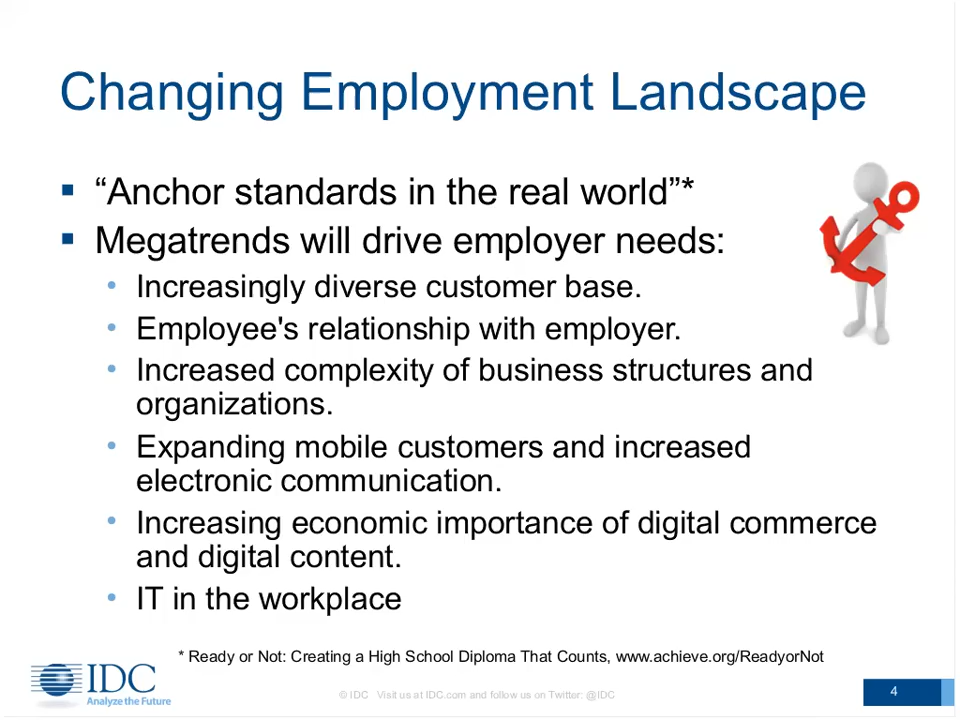 Changing Employment Landscape
“Anchor standards in the real world”*
Megatrends will drive employer needs:
Increasingly diverse customer base.
Employee's relationship with employer.
Increased complexity of business structures and
organizations.
Expanding mobile customers and increased
electronic communication.
Increasing economic importance of digital commerce
and digital content.
IT in the workplace
* Ready or Not: Creating a High School Diploma That Counts, www.achieve.org/ReadyorNot
IDC
Analyze the Future
© IDC Visit us at IDC.com and follow us on Twitter: @IDC
4